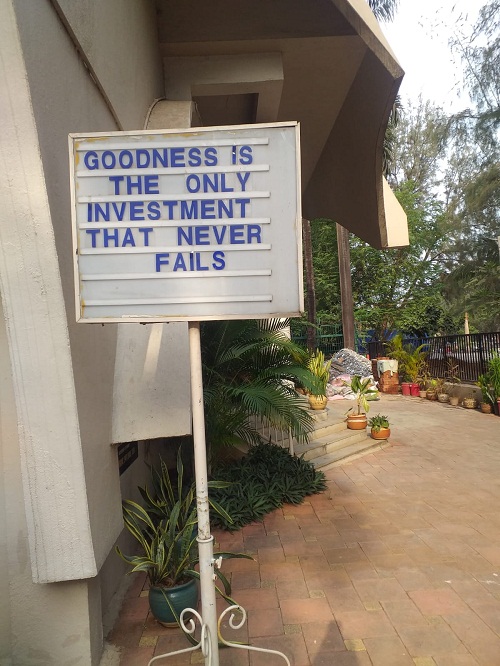 GOODNESS IS
THE ONLY
INVESTMENT
THAT NEVER
FAILS